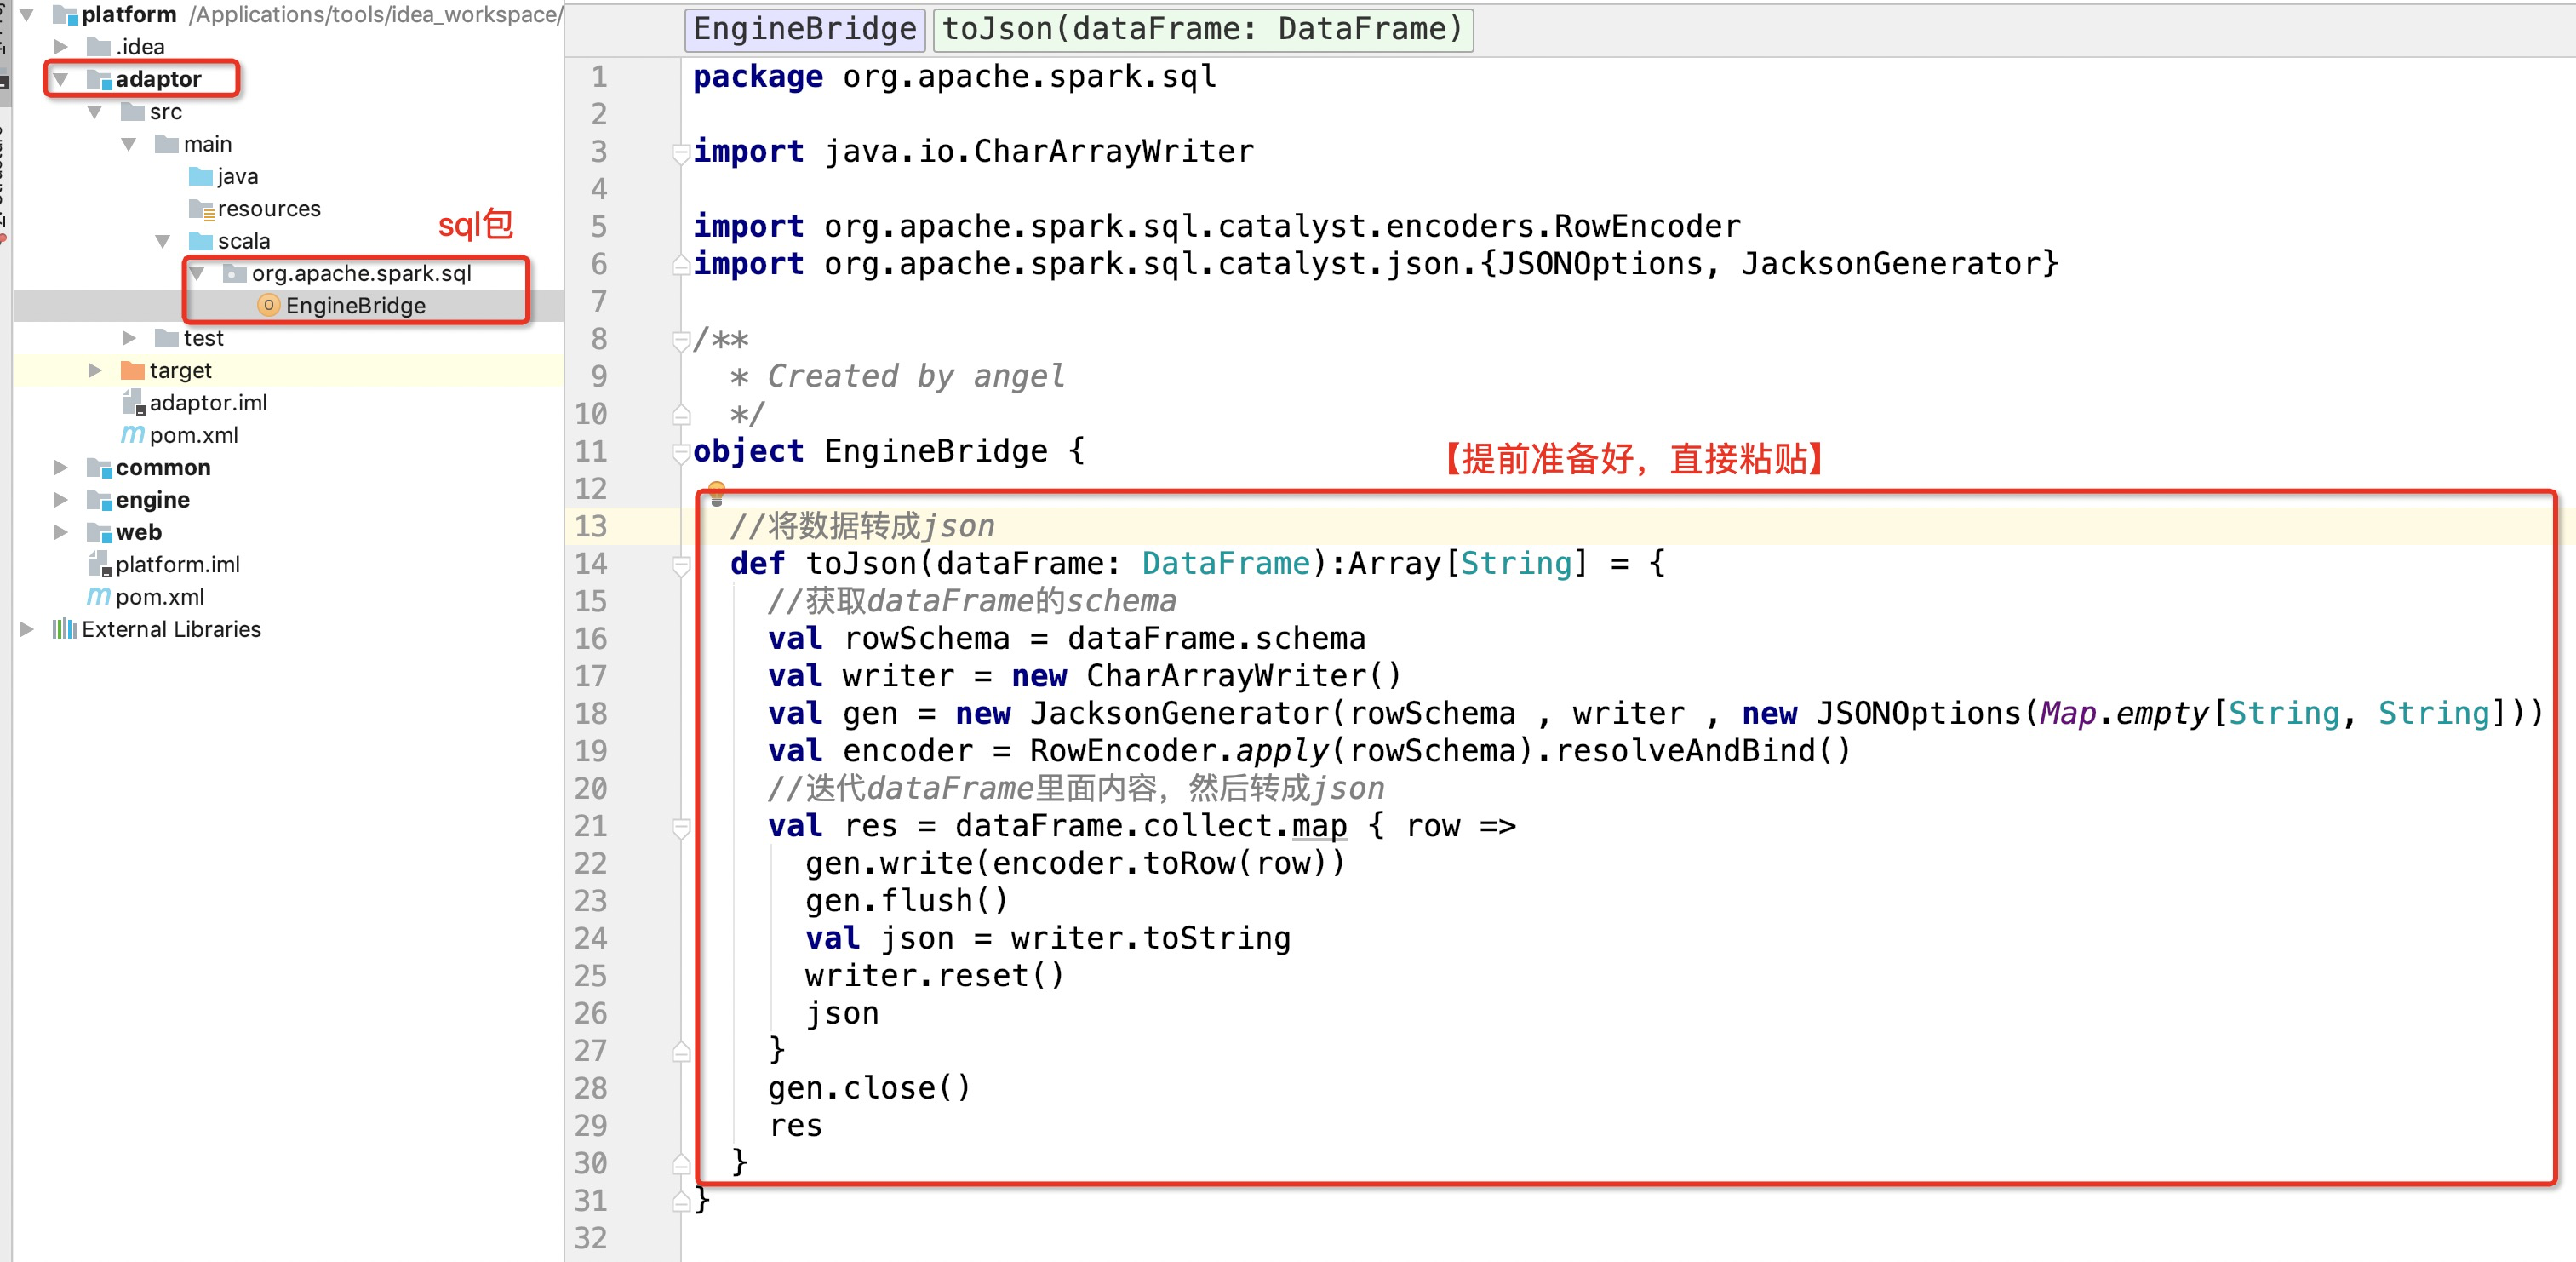 platform /Applications/tools/idea_workspace/
.idea
adaptor
src
main
java
resources
sql包
scala
org.apache.spark.sql
EngineBridge
test
target
adaptor.iml
pom.xml
common
engine
web
platform.iml
pom.xml
External Libraries
EngineBridge toJson(dataFrame: DataFrame)
1 package org.apache.spark.sql
2
3 import java.io.CharArrayWriter
4
5 import org.apache.spark.sql.catalyst.encoders.RowEncoder
6 import org.apache.spark.sql.catalyst.json.{JSONOptions, JacksonGenerator}
7
8 /**
9 * Created by angel
10 */
11 object EngineBridge {
【提前准备好，直接粘贴】
12
13 //将数据转成json
14 def toJson(dataFrame: DataFrame):Array[String] = {
15 //获取dataFrame的schema
16 val rowSchema = dataFrame.schema
17 val writer = new CharArrayWriter()
18 val gen = new JacksonGenerator(rowSchema , writer , new JSONOptions(Map.empty[String, String]))
19 val encoder = RowEncoder.apply(rowSchema).resolveAndBind()
20 //迭代dataFrame里面内容，然后转成json
21 val res = dataFrame.collect.map { row =>
22 gen.write(encoder.toRow(row))
23 gen.flush()
24 val json = writer.toString
25 writer.reset()
26 json
27 }
28 gen.close()
29 res
30 }
31 }
32